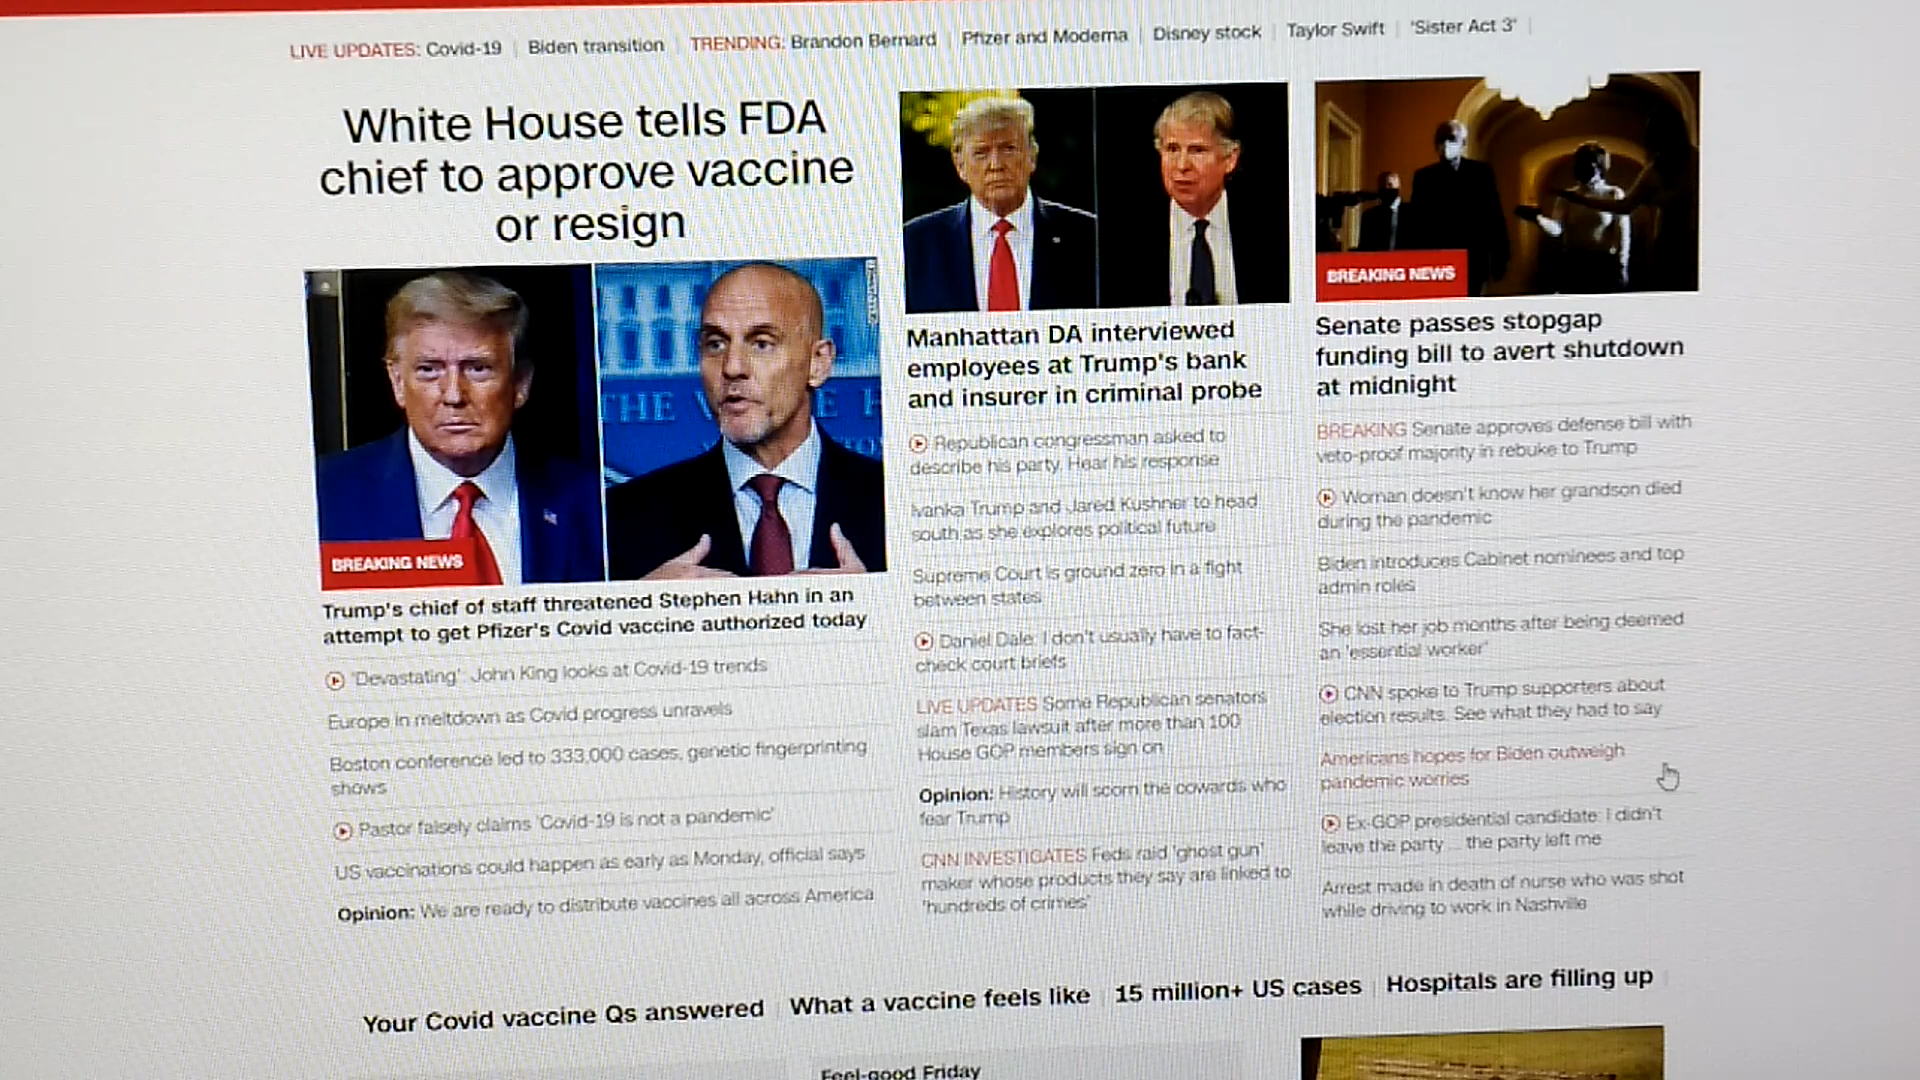 LIVE UPDATES: Covid-19 | Biden transition | TRENDING: Brandon Bernard | Pfizer and Moderna | Disney stock | Taylor Swift | 'Sister Act 3' |
White House tells FDA
chief to approve vaccine
or resign
THE
BREAKING NEWS
Trump's chief of staff threatened Stephen Hahn in an
attempt to get Pfizer's Covid vaccine authorized today
'Devastating': John King looks at Covid-19 trends
Europe in meltdown as Covid progress unravels
Boston conference led to 333,000 cases, genetic fingerprinting
shows
Pastor falsely claims 'Covid-19 is not a pandemic'
US vaccinations could happen as early as Monday, official says
Opinion: We are ready to distribute vaccines all across America
Manhattan DA interviewed
employees at Trump's bank
and insurer in criminal probe
Republican congressman asked to
describe his party. Hear his response
Ivanka Trump and Jared Kushner to head
south as she explores political future
Supreme Court is ground zero in a fight
between states
Daniel Dale: I don't usually have to fact-
check court briefs
LIVE UPDATES Some Republican senators
slam Texas lawsuit after more than 100
House GOP members sign on
Opinion: History will scorn the cowards who
fear Trump
CNN INVESTIGATES Feds raid 'ghost gun'
maker whose products they say are linked to
'hundreds of crimes'
BREAKING NEWS
Senate passes stopgap
funding bill to avert shutdown
at midnight
BREAKING Senate approves defense bill with
veto-proof majority in rebuke to Trump
Woman doesn't know her grandson died
during the pandemic
Biden introduces Cabinet nominees and top
admin roles
She lost her job months after being deemed
an 'essential worker'
CNN spoke to Trump supporters about
election results. See what they had to say
Americans hopes for Biden outweigh
pandemic worries
Ex-GOP presidential candidate: I didn't
leave the party ... the party left me
Arrest made in death of nurse who was shot
while driving to work in Nashville
Your Covid vaccine Qs answered | What a vaccine feels like | 15 million+ US cases | Hospitals are filling up
Feel-good Friday